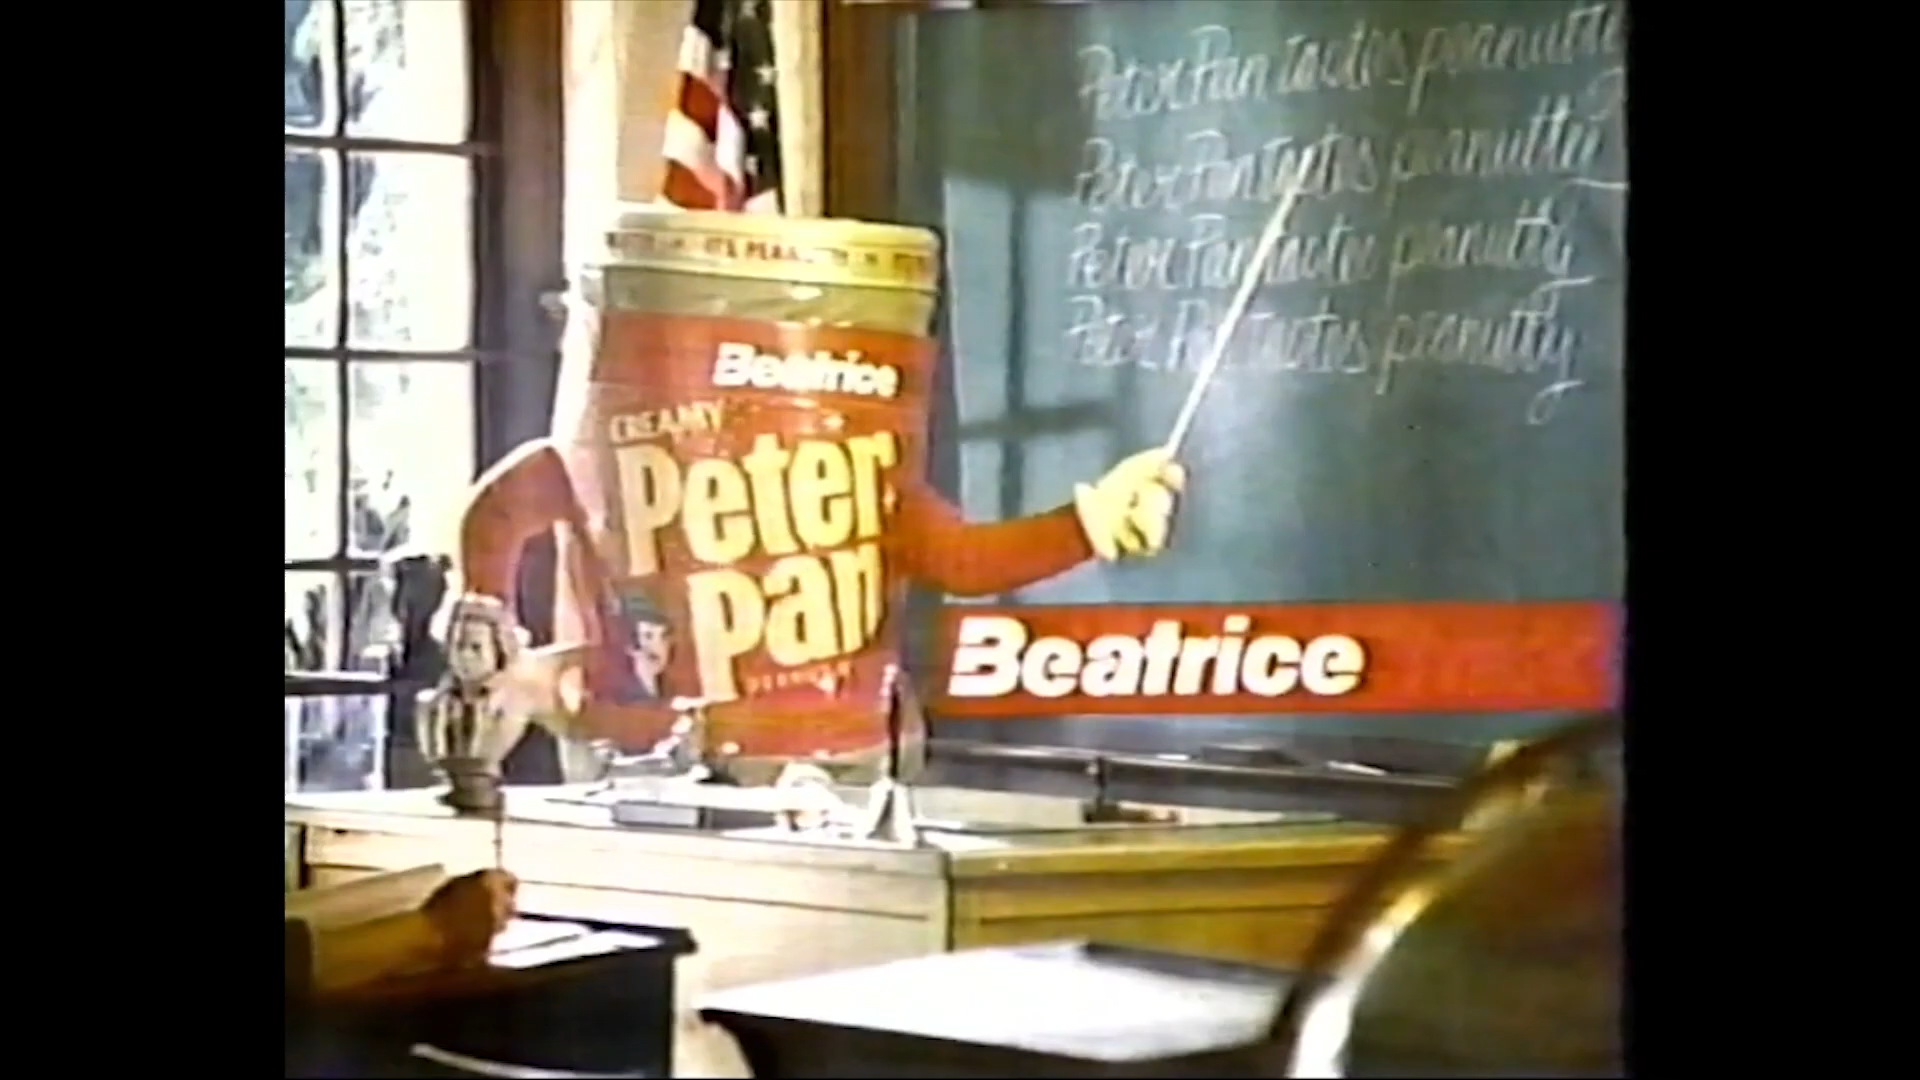 Peter Pan tastes peanutty
Peter Pan tastes peanutty
Peter Pan tastes peanutty
Peter Pan tastes peanutty
Beatrice
CREAMY
Peter
Pan
Beatrice